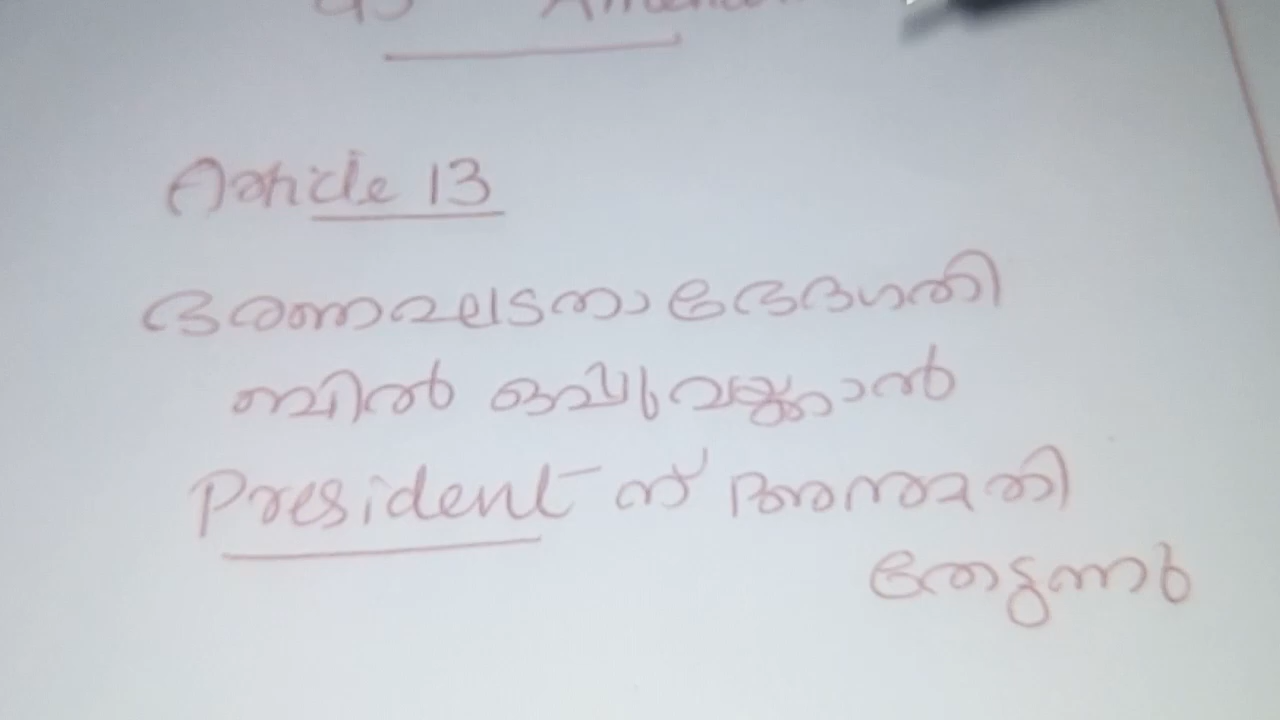 Article 13
ഭരണഘടനാ ഭേദഗതി
ബിൽ ഒപ്പുവയ്ക്കാൻ
President ന് അനുമതി
തേടുന്നു